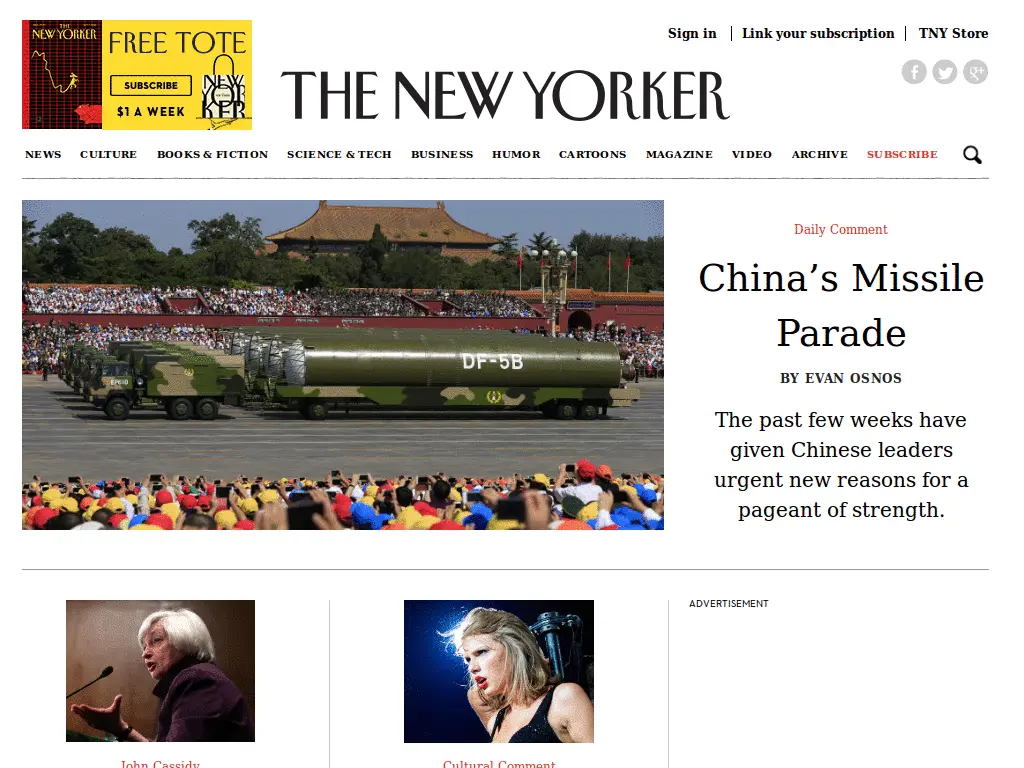 THE
NEW YORKER
FREE TOTE
SUBSCRIBE
$1 A WEEK
NEW
YOR
KER
Sign in
Link your subscription
TNY Store
THE NEW YORKER
NEWS
CULTURE
BOOKS & FICTION
SCIENCE & TECH
BUSINESS
HUMOR
CARTOONS
MAGAZINE
VIDEO
ARCHIVE
SUBSCRIBE
DF-5B
Daily Comment
China’s Missile
Parade
BY EVAN OSNOS
The past few weeks have
given Chinese leaders
urgent new reasons for a
pageant of strength.
John Cassidy
Cultural Comment
ADVERTISEMENT